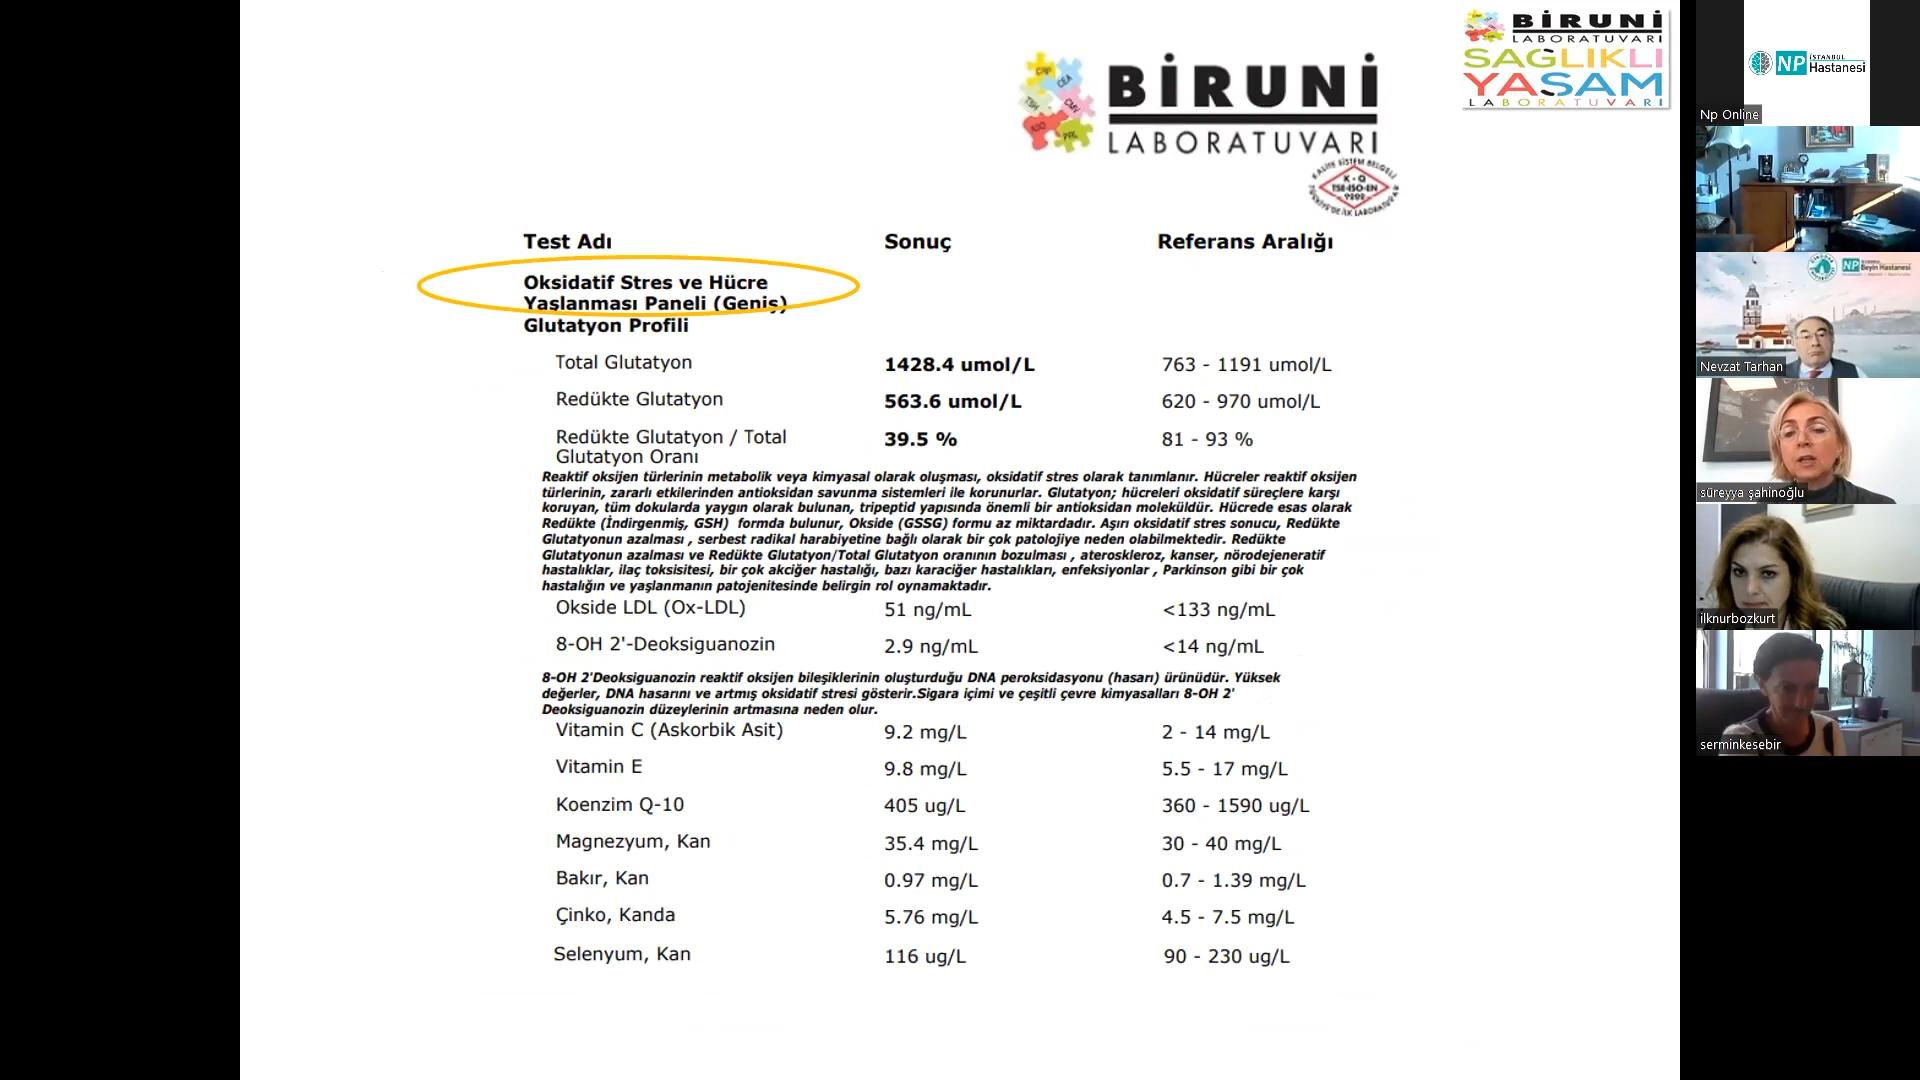 BİRUNİ
LABORATUVARI
CRP
CEA
TSH
CMV
ASO
K - Q
TSE-ISO-EN
BİRUNİ
LABORATUVARI
SAĞLIKLI
YAŞAM
LABORATUVARI
Test Adı Sonuç Referans Aralığı
Oksidatif Stres ve Hücre
Yaşlanması Paneli (Geniş)
Glutatyon Profili
Total Glutatyon 1428.4 umol/L 763 - 1191 umol/L
Redükte Glutatyon 563.6 umol/L 620 - 970 umol/L
Redükte Glutatyon / Total 39.5 % 81 - 93 %
Glutatyon Oranı
Reaktif oksijen türlerinin metabolik veya kimyasal olarak oluşması, oksidatif stres olarak tanımlanır. Hücreler reaktif oksijen
türlerinin, zararlı etkilerinden antioksidan savunma sistemleri ile korunurlar. Glutatyon; hücreleri oksidatif süreçlere karşı
koruyan, tüm dokularda yaygın olarak bulunan, tripeptid yapısında önemli bir antioksidan moleküldür. Hücrede esas olarak
Redükte (İndirgenmiş, GSH) formda bulunur, Okside (GSSG) formu az miktardadır. Aşırı oksidatif stres sonucu, Redükte
Glutatyonun azalması , serbest radikal harabiyetine bağlı olarak bir çok patolojiye neden olabilmektedir. Redükte
Glutatyonun azalması ve Redükte Glutatyon/Total Glutatyon oranının bozulması , ateroskleroz, kanser, nörodejeneratif
hastalıklar, ilaç toksisitesi, bir çok akciğer hastalığı, bazı karaciğer hastalıkları, enfeksiyonlar , Parkinson gibi bir çok
hastalığın ve yaşlanmanın patojenitesinde belirgin rol oynamaktadır.
Okside LDL (Ox-LDL) 51 ng/mL <133 ng/mL
8-OH 2'-Deoksiguanozin 2.9 ng/mL <14 ng/mL
8-OH 2'Deoksiguanozin reaktif oksijen bileşiklerinin oluşturduğu DNA peroksidasyonu (hasarı) ürünüdür. Yüksek
değerler, DNA hasarını ve artmış oksidatif stresi gösterir.Sigara içimi ve çeşitli çevre kimyasalları 8-OH 2'
Deoksiguanozin düzeylerinin artmasına neden olur.
Vitamin C (Askorbik Asit) 9.2 mg/L 2 - 14 mg/L
Vitamin E 9.8 mg/L 5.5 - 17 mg/L
Koenzim Q-10 405 ug/L 360 - 1590 ug/L
Magnezyum, Kan 35.4 mg/L 30 - 40 mg/L
Bakır, Kan 0.97 mg/L 0.7 - 1.39 mg/L
Çinko, Kanda 5.76 mg/L 4.5 - 7.5 mg/L
Selenyum, Kan 116 ug/L 90 - 230 ug/L
NP İSTANBUL
Hastanesi
Np Online
NP Beyin Hastanesi
Nevzat Tarhan
süreyya şahinoğlu
ilknurbozkurt
serminkesebir